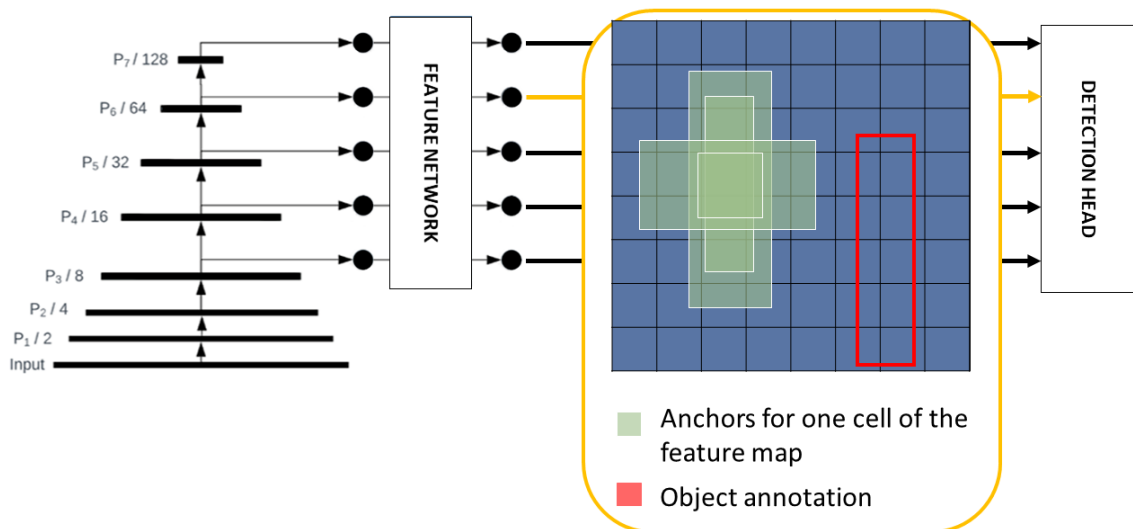 P₇ / 128
P₆ / 64
P₅ / 32
P₄ / 16
P₃ / 8
P₂ / 4
P₁ / 2
Input
FEATURE NETWORK
Anchors for one cell of the
feature map
Object annotation
DETECTION HEAD